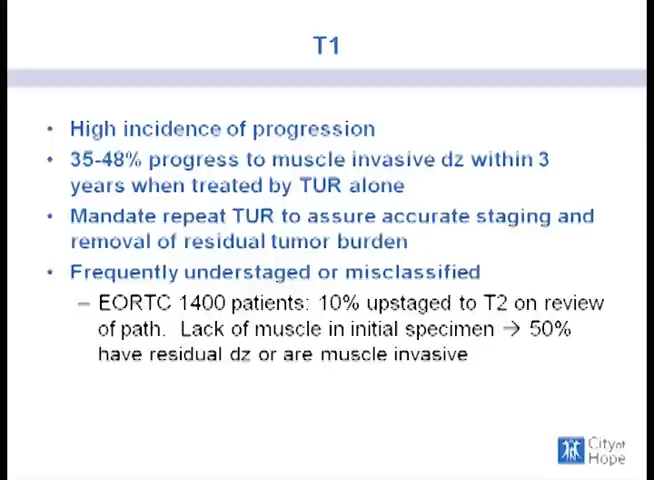 T1
• High incidence of progression
• 35-48% progress to muscle invasive dz within 3
years when treated by TUR alone
• Mandate repeat TUR to assure accurate staging and
removal of residual tumor burden
• Frequently understaged or misclassified
– EORTC 1400 patients: 10% upstaged to T2 on review
of path. Lack of muscle in initial specimen → 50%
have residual dz or are muscle invasive
City of
Hope